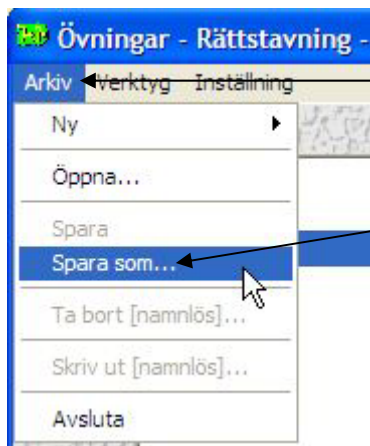 Övningar - Rättstavning -
Arkiv Verktyg Inställning
Ny
Öppna...
Spara
Spara som...
Ta bort [namnlös]...
Skriv ut [namnlös]...
Avsluta